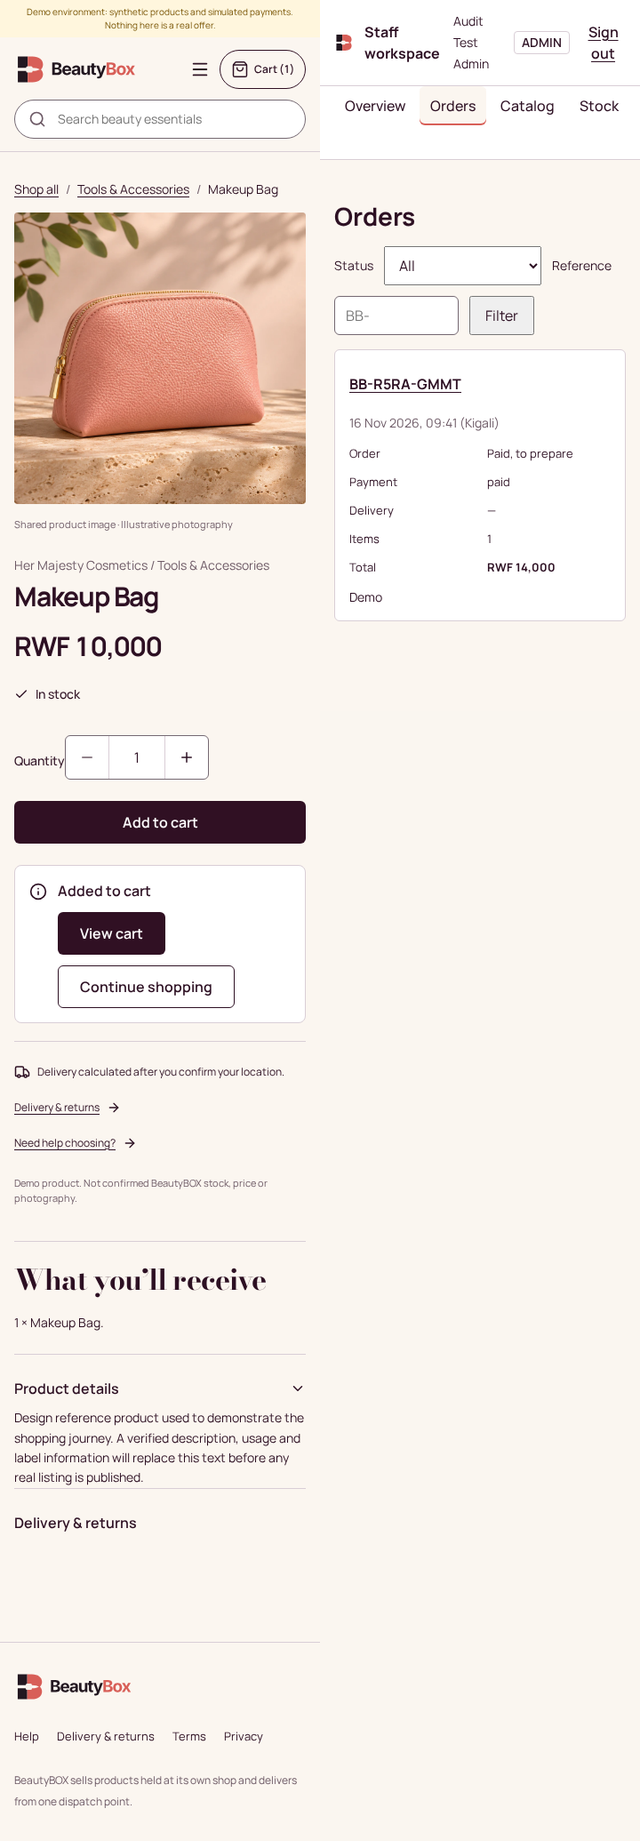 Demo environment: synthetic products and simulated payments.
Nothing here is a real offer.
BeautyBox
Cart (1)
Search beauty essentials
Shop all / Tools & Accessories / Makeup Bag
Shared product image · Illustrative photography
Her Majesty Cosmetics / Tools & Accessories
Makeup Bag
RWF 10,000
In stock
Quantity
1
Add to cart
Added to cart
View cart
Continue shopping
Delivery calculated after you confirm your location.
Delivery & returns
Need help choosing?
Demo product. Not confirmed BeautyBOX stock, price or
photography.
What you'll receive
1 × Makeup Bag.
Product details
Design reference product used to demonstrate the
shopping journey. A verified description, usage and
label information will replace this text before any
real listing is published.
Delivery & returns
BeautyBox
Help Delivery & returns Terms Privacy
BeautyBOX sells products held at its own shop and delivers
from one dispatch point.
Staff
workspace
Audit
Test
Admin
ADMIN
Sign
out
Overview Orders Catalog Stock
Orders
Status All Reference
BB- Filter
BB-R5RA-GMMT
16 Nov 2026, 09:41 (Kigali)
Order Paid, to prepare
Payment paid
Delivery —
Items 1
Total RWF 14,000
Demo